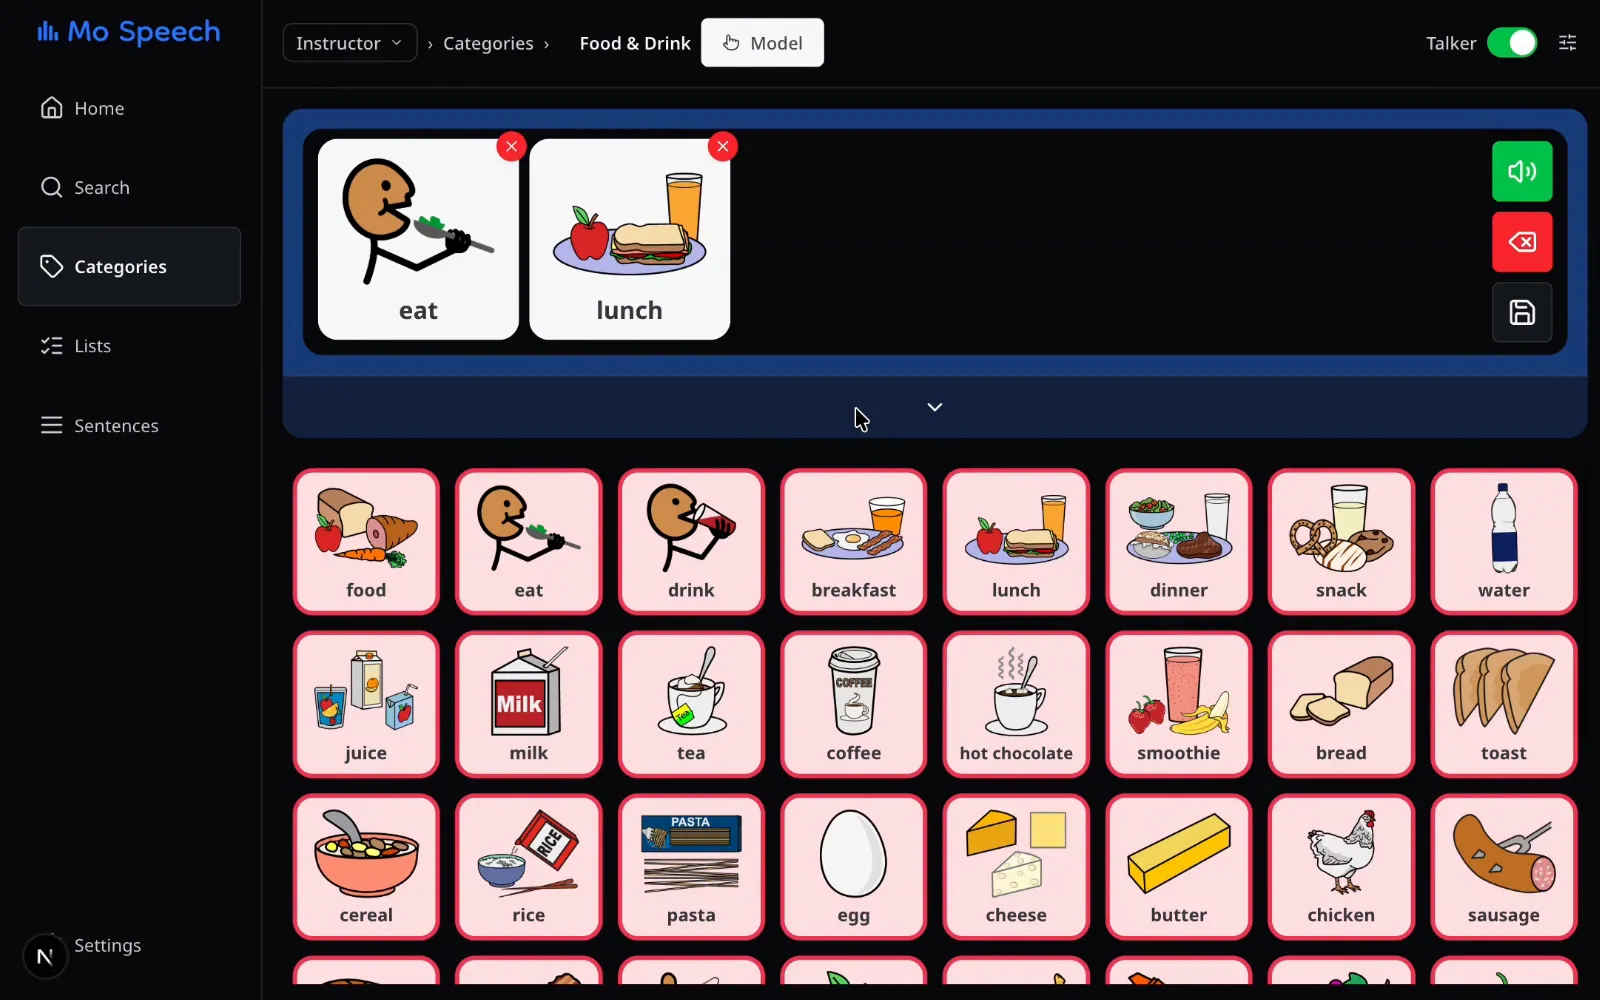 Mo Speech
Instructor › Categories › Food & Drink Model Talker
Home
Search
Categories
Lists
Sentences
Settings
N
eat lunch
food eat drink breakfast lunch dinner snack water
Milk Tea COFFEE
juice milk tea coffee hot chocolate smoothie bread toast
RICE PASTA
cereal rice pasta egg cheese butter chicken sausage